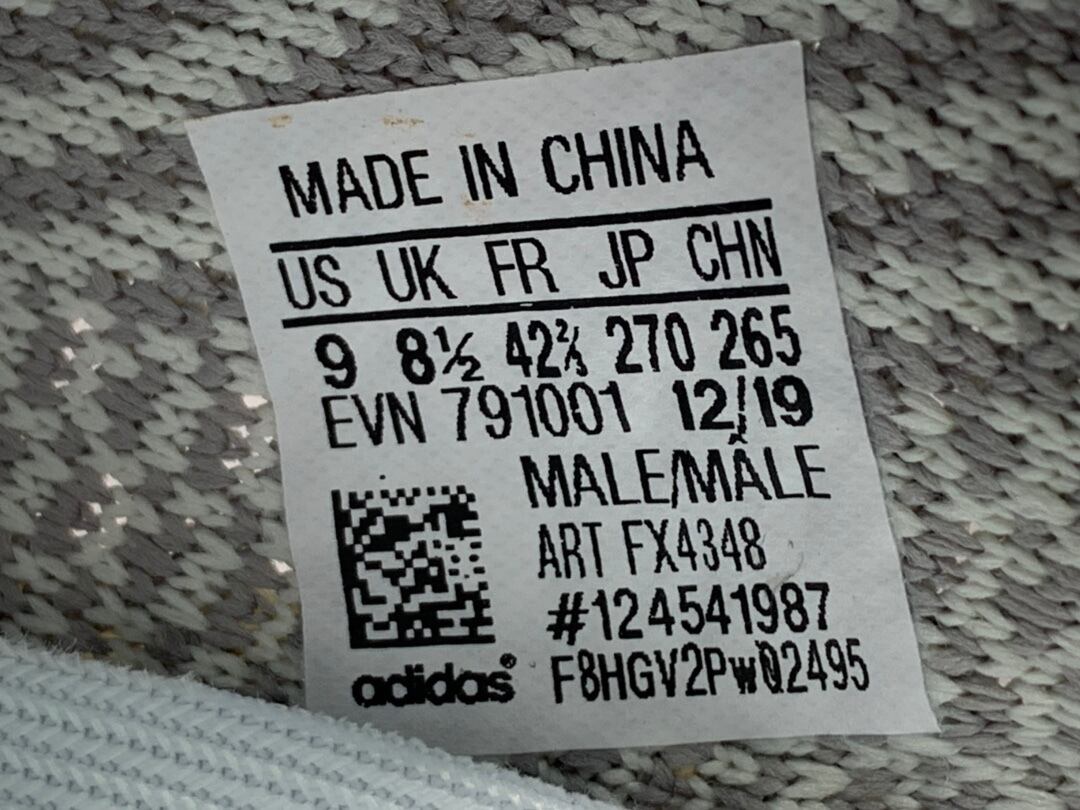 MADE IN CHINA
US UK FR JP CHN
9 8½ 42⅔ 270 265
EVN 791001 12/19
MALE/MÂLE
ART FX4348
#124541987
adidas® F8HGV2PwQ2495